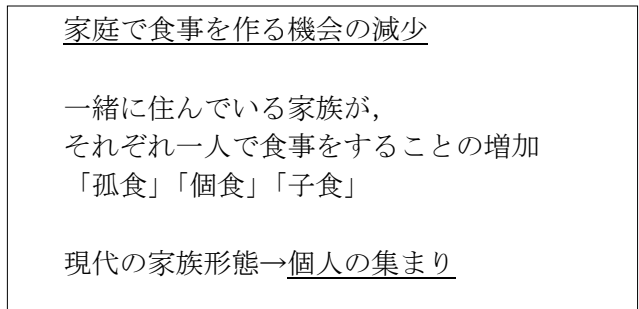 家庭で食事を作る機会の減少
一緒に住んでいる家族が，
それぞれ一人で食事をすることの増加
「孤食」「個食」「子食」
現代の家族形態→個人の集まり